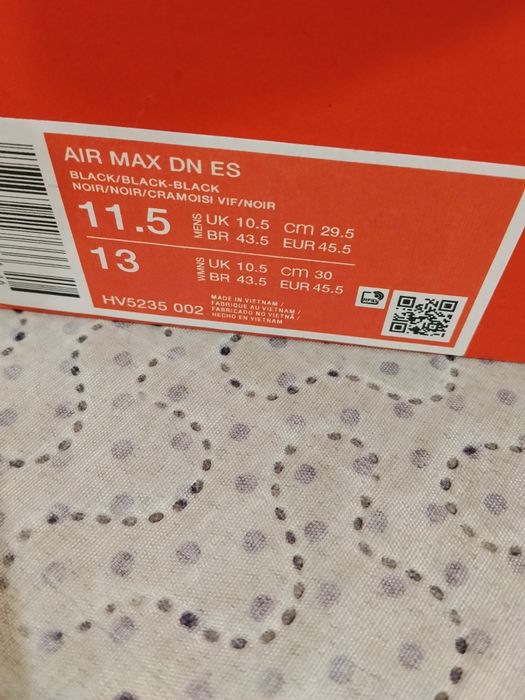 AIR MAX DN ES
BLACK/BLACK-BLACK
NOIR/NOIR/CRAMOISI VIF/NOIR
11.5 MENS UK 10.5 cm 29.5
BR 43.5 EUR 45.5
13 WMNS UK 10.5 cm 30
BR 43.5 EUR 45.5
HV5235 002
MADE IN VIETNAM /
FABRIQUE AU VIETNAM /
FABRICADO NO VIETNÃ /
HECHO EN VIETNAM